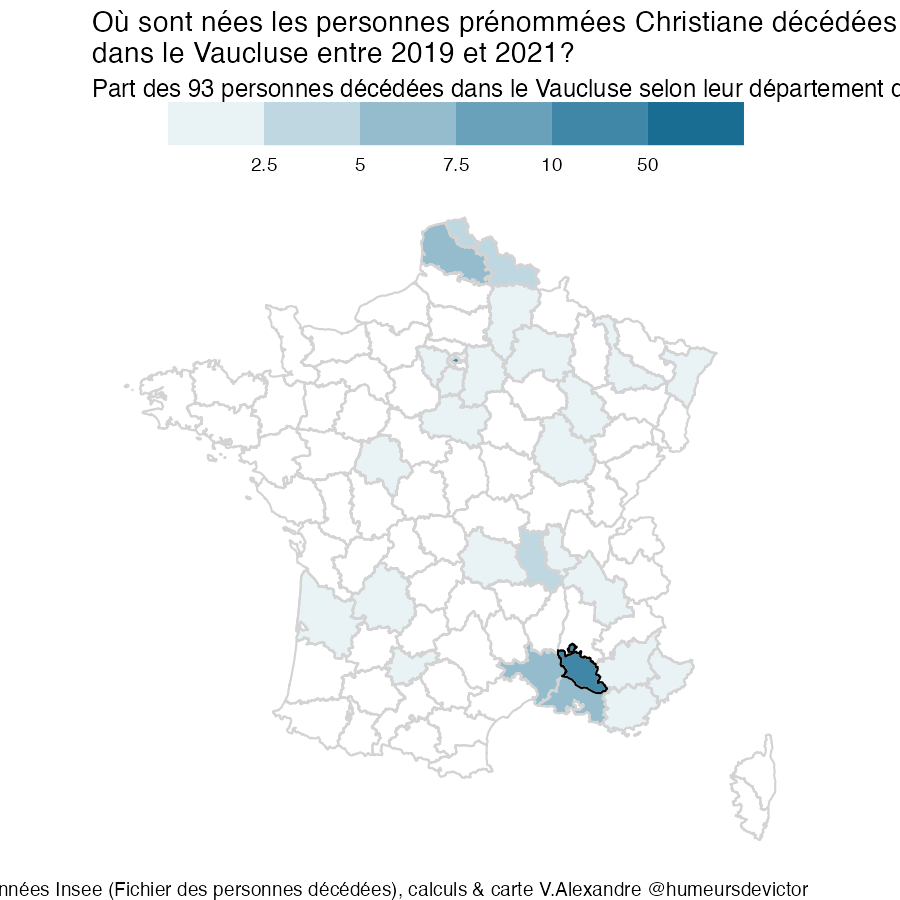 Où sont nées les personnes prénommées Christiane décédées
dans le Vaucluse entre 2019 et 2021?
Part des 93 personnes décédées dans le Vaucluse selon leur département
2.5 5 7.5 10 50
Insee (Fichier des personnes décédées), calculs & carte V.Alexandre @humeursdevictor